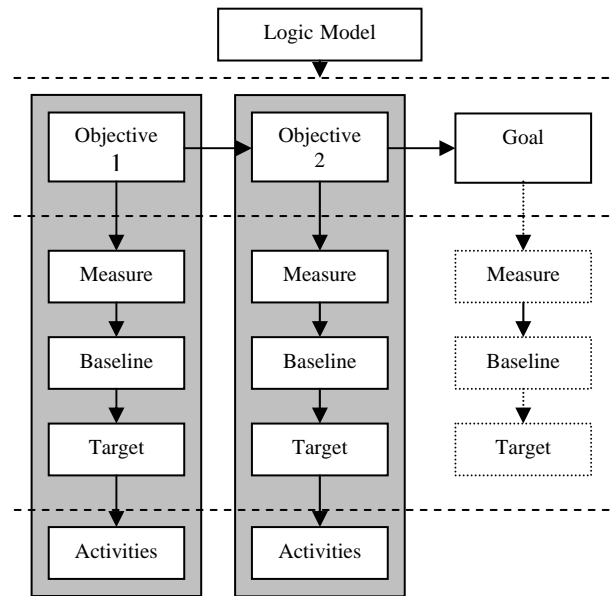 Logic Model
Objective
1
Objective
2
Goal
Measure
Measure
Measure
Baseline
Baseline
Baseline
Target
Target
Target
Activities
Activities